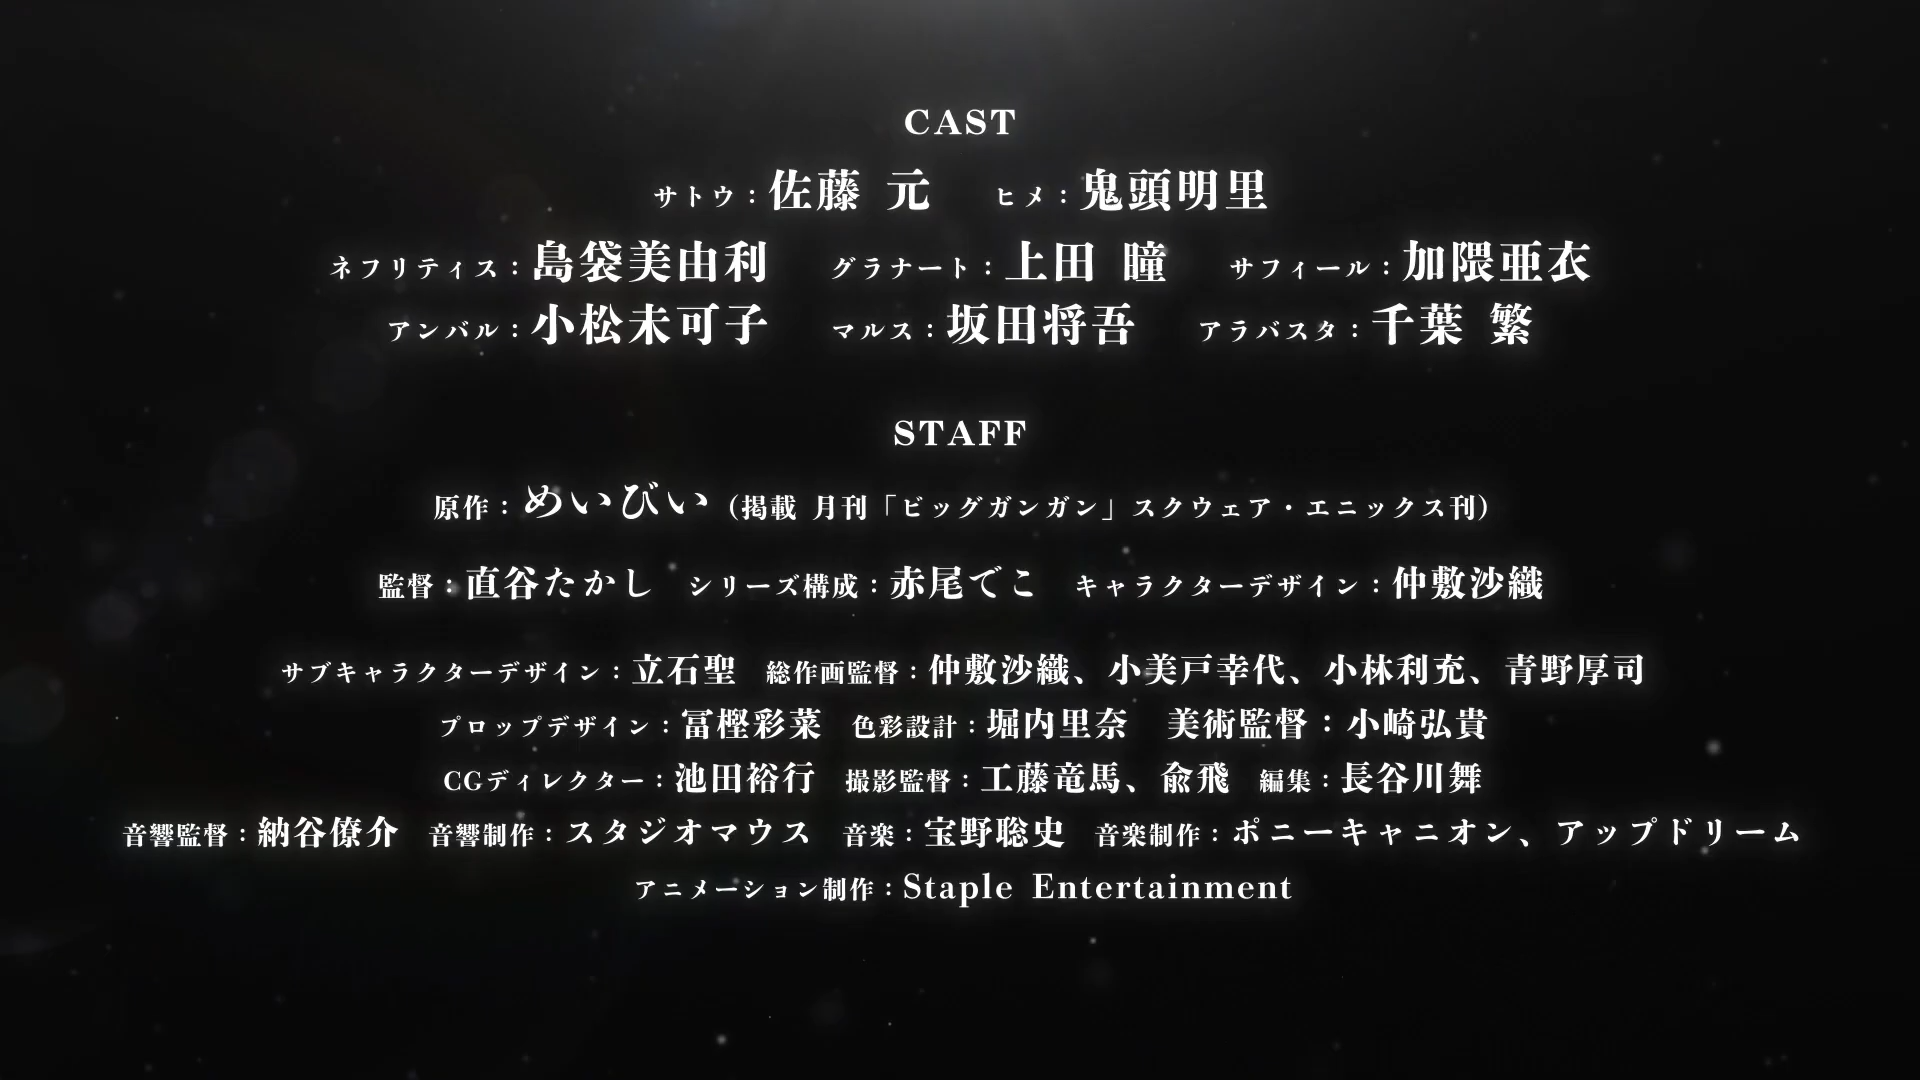 CAST
サトウ：佐藤 元 ヒメ：鬼頭明里
ネフリティス：島袋美由利 グラナート：上田 瞳 サフィール：加隈亜衣
アンバル：小松未可子 マルス：坂田将吾 アラバスタ：千葉 繁
STAFF
原作：めいびい（掲載 月刊「ビッグガンガン」スクウェア・エニックス刊）
監督：直谷たかし シリーズ構成：赤尾でこ キャラクターデザイン：仲敷沙織
サブキャラクターデザイン：立石聖 総作画監督：仲敷沙織、小美戸幸代、小林利充、青野厚司
プロップデザイン：冨樫彩菜 色彩設計：堀内里奈 美術監督：小崎弘貴
CGディレクター：池田裕行 撮影監督：工藤竜馬、兪飛 編集：長谷川舞
音響監督：納谷僚介 音響制作：スタジオマウス 音楽：宝野聡史 音楽制作：ポニーキャニオン、アップドリーム
アニメーション制作：Staple Entertainment